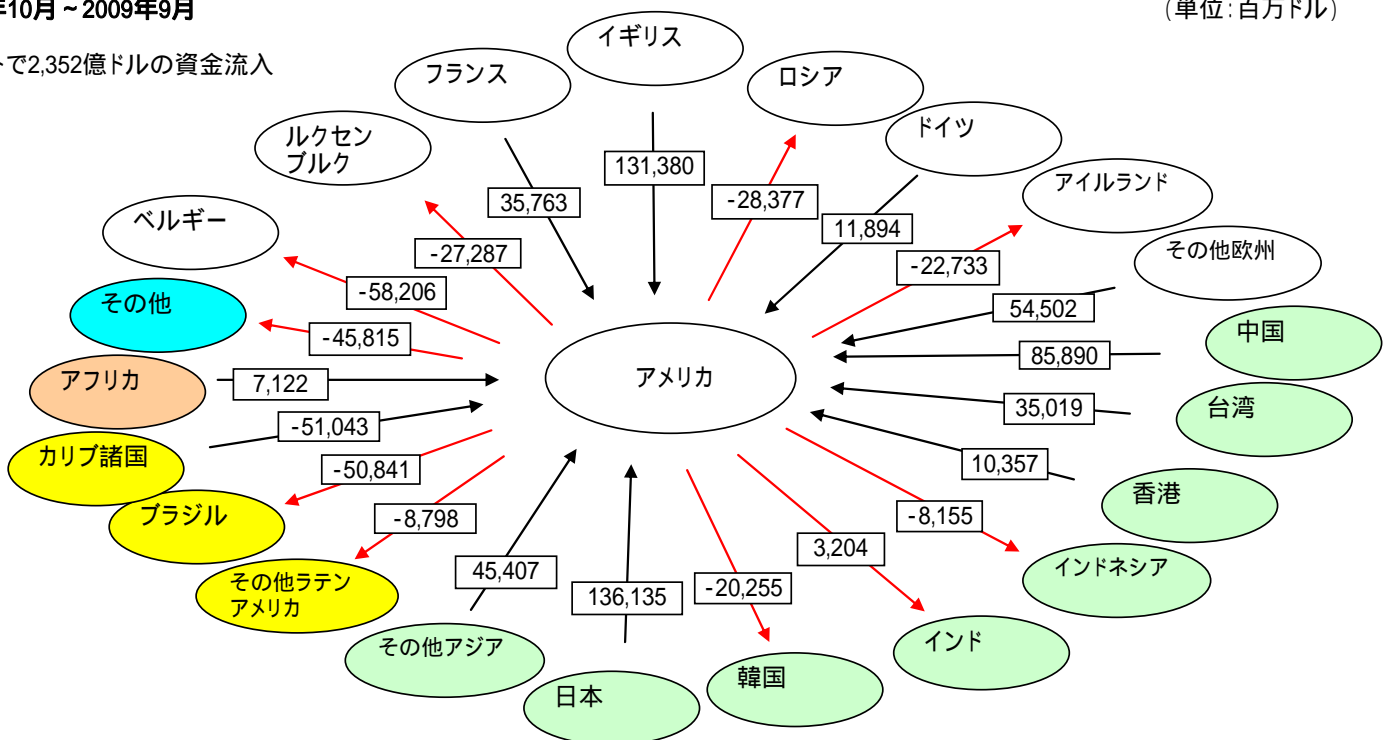 年10月～2009年9月
(単位:百万ドル)
で2,352億ドルの資金流入
イギリス
フランス
ロシア
ルクセン
ブルク
ドイツ
アイルランド
ベルギー
その他欧州
その他
中国
アフリカ
台湾
カリブ諸国
香港
ブラジル
インドネシア
その他ラテン
アメリカ
インド
その他アジア
韓国
日本
アメリカ
131,380
35,763
-28,377
11,894
-27,287
-22,733
-58,206
54,502
-45,815
85,890
7,122
35,019
-51,043
10,357
-50,841
-8,798
-8,155
3,204
45,407
136,135
-20,255